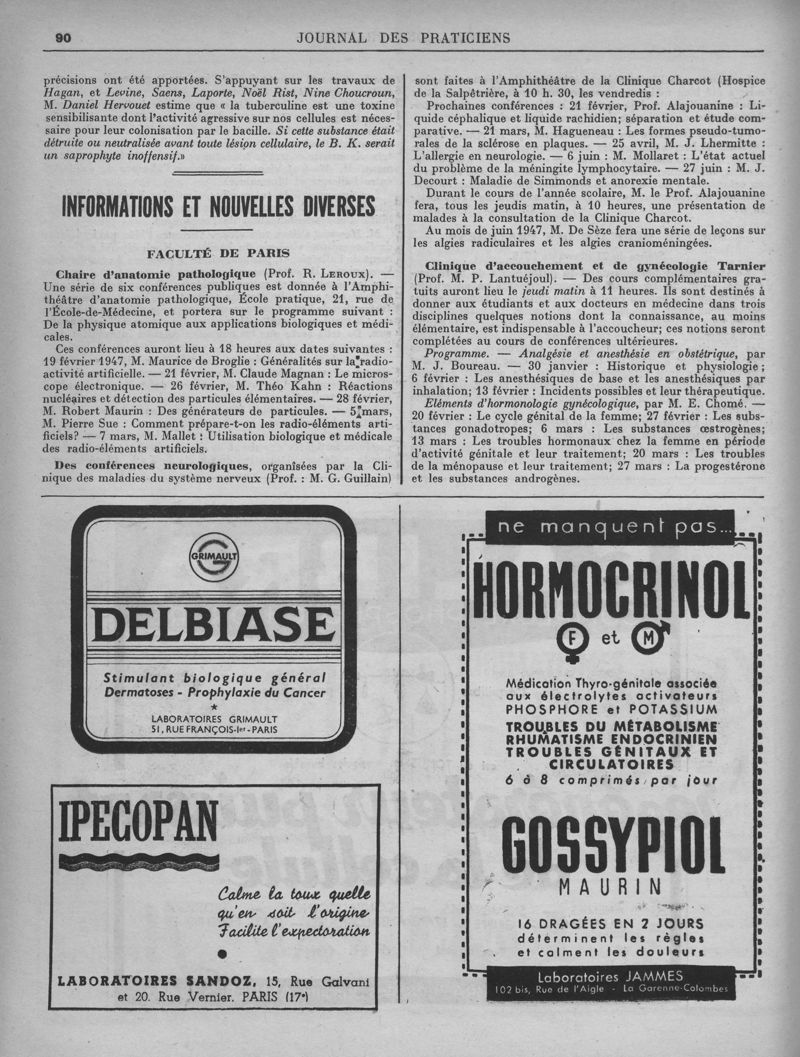 90
JOURNAL DES PRATICIENS
précisions ont été apportées. S'appuyant sur les travaux de
Hagan, et Levine, Saens, Laporte, Noël Rist, Nine Choucroun,
M. Daniel Hervouet estime que « la tuberculine est une toxine
sensibilisante dont l'activité agressive sur nos cellules est néces-
saire pour leur colonisation par le bacille. Si cette substance était
détruite ou neutralisée avant toute lésion cellulaire, le B. K. serait
un saprophyte inoffensif.»
INFORMATIONS ET NOUVELLES DIVERSES
FACULTÉ DE PARIS
Chaire d'anatomie pathologique (Prof. R. LEROUX). —
Une série de six conférences publiques est donnée à l'Amphi-
théâtre d'anatomie pathologique, École pratique, 21, rue de
l'École-de-Médecine, et portera sur le programme suivant :
De la physique atomique aux applications biologiques et médi-
cales.
Ces conférences auront lieu à 18 heures aux dates suivantes :
19 février 1947, M. Maurice de Broglie : Généralités sur la radio-
activité artificielle. — 21 février, M. Claude Magnan : Le micros-
cope électronique. — 26 février, M. Théo Kahn : Réactions
nucléaires et détection des particules élémentaires. — 28 février,
M. Robert Maurin : Des générateurs de particules. — 5 mars,
M. Pierre Sue : Comment prépare-t-on les radio-éléments arti-
ficiels? — 7 mars, M. Mallet : Utilisation biologique et médicale
des radio-éléments artificiels.
Des conférences neurologiques, organisées par la Cli-
nique des maladies du système nerveux (Prof. : M. G. Guillain)
sont faites à l'Amphithéâtre de la Clinique Charcot (Hospice
de la Salpêtrière, à 10 h. 30, les vendredis :
Prochaines conférences : 21 février, Prof. Alajouanine : Li-
quide céphalique et liquide rachidien; séparation et étude com-
parative. — 21 mars, M. Hagueneau : Les formes pseudo-tumo-
rales de la sclérose en plaques. — 25 avril, M. J. Lhermitte :
L'allergie en neurologie. — 6 juin : M. Mollaret : L'état actuel
du problème de la méningite lymphocytaire. — 27 juin : M. J.
Decourt : Maladie de Simmonds et anorexie mentale.
Durant le cours de l'année scolaire, M. le Prof. Alajouanine
fera, tous les jeudis matin, à 10 heures, une présentation de
malades à la consultation de la Clinique Charcot.
Au mois de juin 1947, M. De Sèze fera une série de leçons sur
les algies radiculaires et les algies cranioméningées.
Clinique d'accouchement et de gynécologie Tarnier
(Prof. M. P. Lantuéjoul). — Des cours complémentaires gra-
tuits auront lieu le jeudi matin à 11 heures. Ils sont destinés à
donner aux étudiants et aux docteurs en médecine dans trois
disciplines quelques notions dont la connaissance, au moins
élémentaire, est indispensable à l'accoucheur; ces notions seront
complétées au cours de conférences ultérieures.
Programme. — Analgésie et anesthésie en obstétrique, par
M. J. Boureau. — 30 janvier : Historique et physiologie;
6 février : Les anesthésiques de base et les anesthésiques par
inhalation; 13 février : Incidents possibles et leur thérapeutique.
Eléments d'hormonologie gynécologique, par M. E. Chomé. —
20 février : Le cycle génital de la femme; 27 février : Les subs-
tances gonadotropes; 6 mars : Les substances œstrogènes;
13 mars : Les troubles hormonaux chez la femme en période
d'activité génitale et leur traitement; 20 mars : Les troubles
de la ménopause et leur traitement; 27 mars : La progestérone
et les substances androgènes.
GRIMAULT
DELBIASE
Stimulant biologique général
Dermatoses - Prophylaxie du Cancer
★
LABORATOIRES GRIMAULT
51, RUE FRANÇOIS-Ier - PARIS
IPECOPAN
Calme la toux quelle
qu'en soit l'origine
Facilite l'expectoration
LABORATOIRES SANDOZ, 15, Rue Galvani
et 20. Rue Vernier. PARIS (17e)
ne manquent pas...
HORMOCRINOL
F et M
Médication Thyro-génitale associée
aux électrolytes activateurs
PHOSPHORE et POTASSIUM
TROUBLES DU MÉTABOLISME
RHUMATISME ENDOCRINIEN
TROUBLES GÉNITAUX ET
CIRCULATOIRES
6 à 8 comprimés par jour
GOSSYPIOL
MAURIN
16 DRAGÉES EN 2 JOURS
déterminent les règles
et calment les douleurs
Laboratoires JAMMES
102 bis, Rue de l'Aigle - La Garenne-Colombes